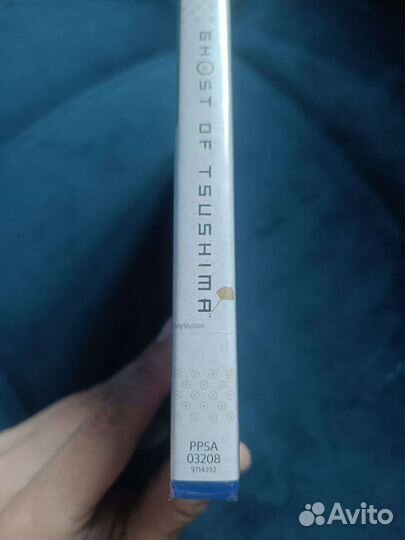 GHOST OF TSUSHIMA
PlayStation
PPSA
03208
9714392
Avito